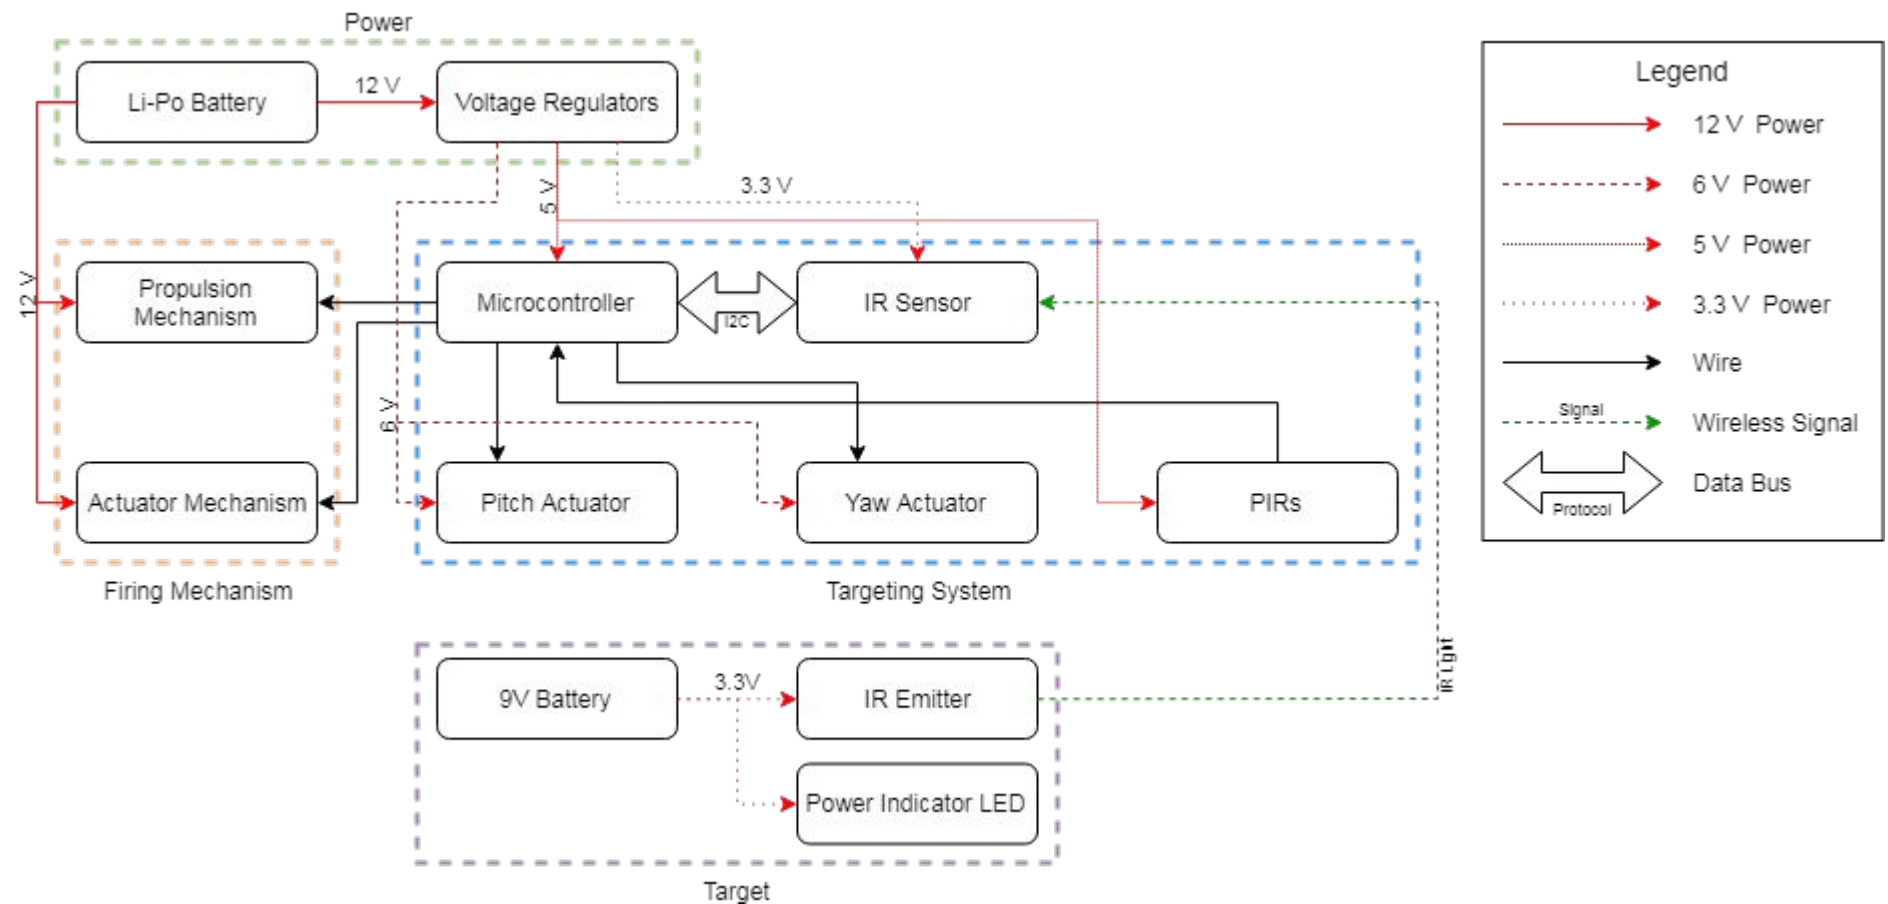 Power
Li-Po Battery
12 V
Voltage Regulators
Legend
12 V Power
6 V Power
5 V Power
3.3 V Power
Wire
Signal
Wireless Signal
Protocol
Data Bus
5 V
3.3 V
12 V
Propulsion
Mechanism
Microcontroller
I2C
IR Sensor
6 V
Actuator Mechanism
Pitch Actuator
Yaw Actuator
PIRs
Firing Mechanism
Targeting System
9V Battery
3.3V
IR Emitter
IR Light
Power Indicator LED
Target